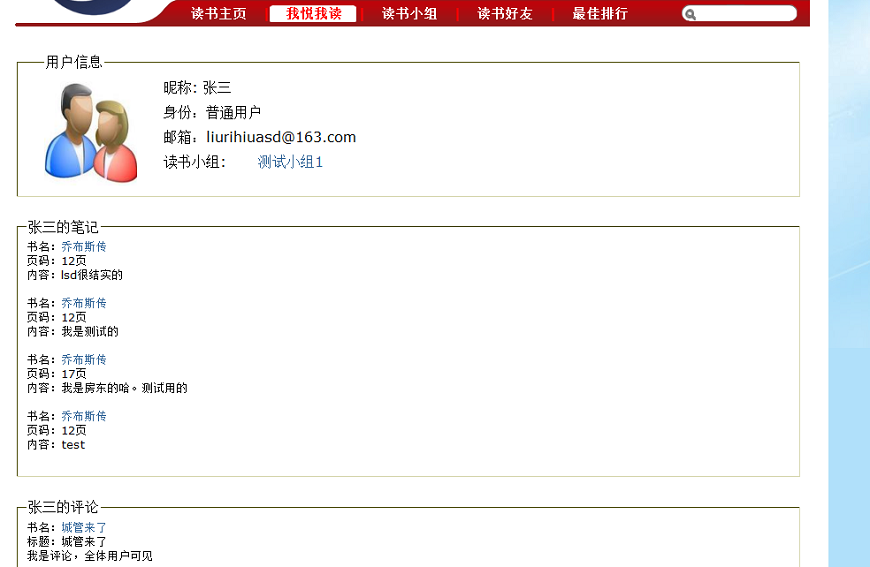 读书主页 我悦我读 读书小组 读书好友 最佳排行
用户信息
昵称: 张三
身份: 普通用户
邮箱: liurihiuasd@163.com
读书小组: 测试小组1
张三的笔记
书名: 乔布斯传
页码: 12页
内容: lsd很结实的
书名: 乔布斯传
页码: 12页
内容: 我是测试的
书名: 乔布斯传
页码: 17页
内容: 我是房东的哈。测试用的
书名: 乔布斯传
页码: 12页
内容: test
张三的评论
书名: 城管来了
标题: 城管来了
我是评论，全体用户可见